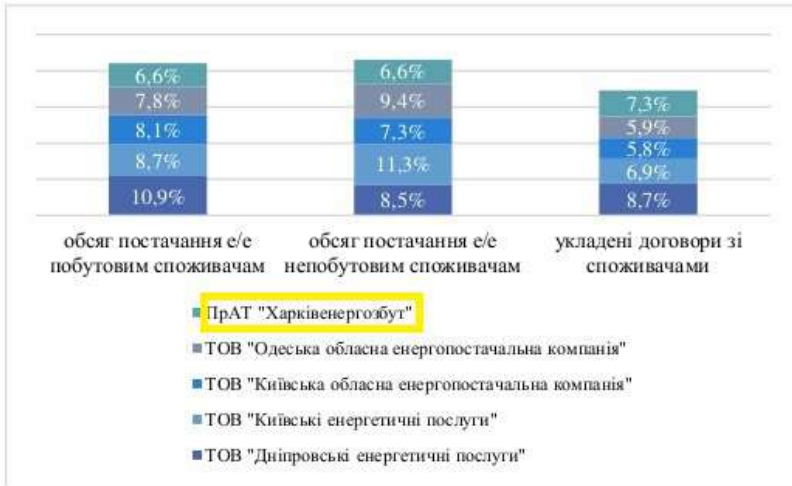 6,6% 6,6%
7,8% 9,4% 7,3%
8,1% 7,3% 5,9%
8,7% 11,3% 5,8%
6,9%
10,9% 8,5% 8,7%
обсяг постачання е/е обсяг постачання е/е укладені договори зі
побутовим споживачам непобутовим споживачам споживачами
ПрАТ "Харківенергозбут"
ТОВ "Одеська обласна енергопостачальна компанія"
ТОВ "Київська обласна енергопостачальна компанія"
ТОВ "Київські енергетичні послуги"
ТОВ "Дніпровські енергетичні послуги"